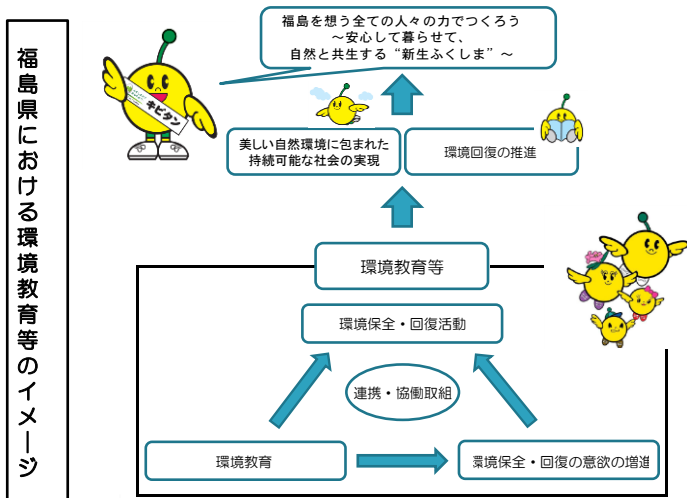 福島県における環境教育等のイメージ
福島を想う全ての人々の力でつくろう
～安心して暮らせて、
自然と共生する“新生ふくしま”～
キビタン
美しい自然環境に包まれた
持続可能な社会の実現
環境回復の推進
環境教育等
環境保全・回復活動
連携・協働取組
環境教育
環境保全・回復の意欲の増進